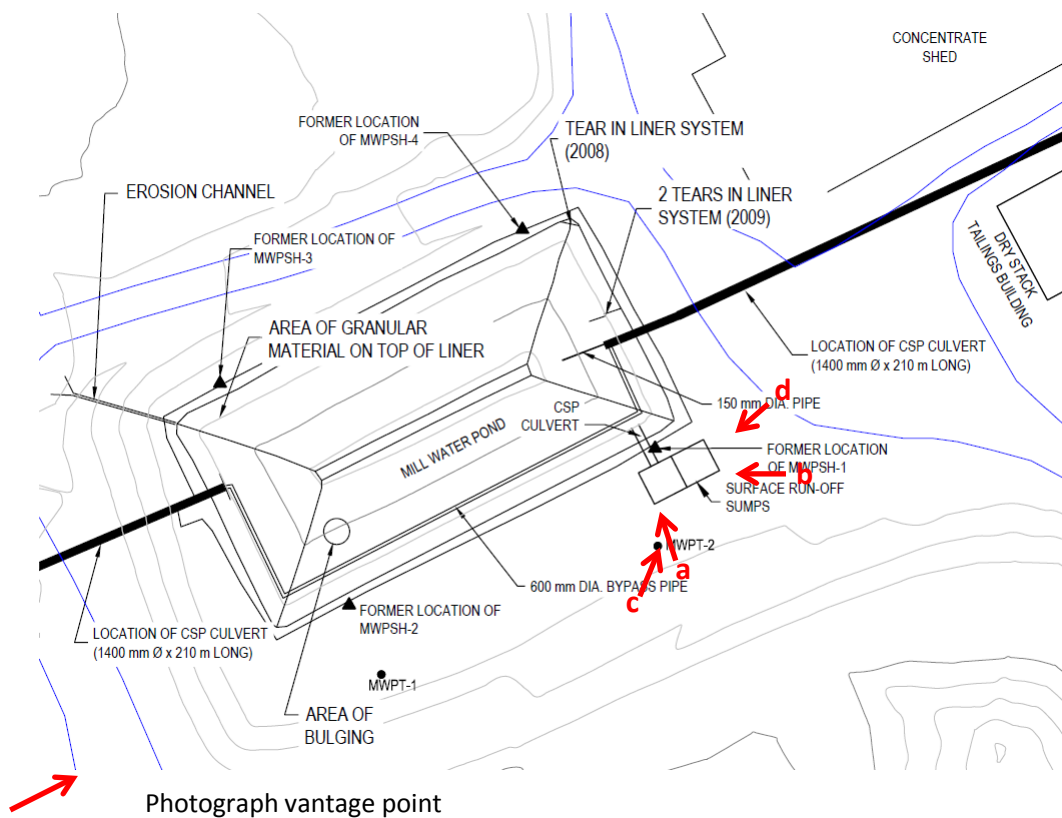 CONCENTRATE
SHED
FORMER LOCATION
OF MWPSH-4
TEAR IN LINER SYSTEM
(2008)
EROSION CHANNEL
2 TEARS IN LINER
SYSTEM (2009)
FORMER LOCATION OF
MWPSH-3
DRY STACK
TAILINGS BUILDING
AREA OF GRANULAR
MATERIAL ON TOP OF LINER
LOCATION OF CSP CULVERT
(1400 mm Ø x 210 m LONG)
150 mm DIA. PIPE
d
CSP
CULVERT
MILL WATER POND
FORMER LOCATION
OF MWPSH-1
b
SURFACE RUN-OFF
SUMPS
MWPT-2
a
c
600 mm DIA. BYPASS PIPE
FORMER LOCATION OF
MWPSH-2
LOCATION OF CSP CULVERT
(1400 mm Ø x 210 m LONG)
MWPT-1
AREA OF
BULGING
Photograph vantage point